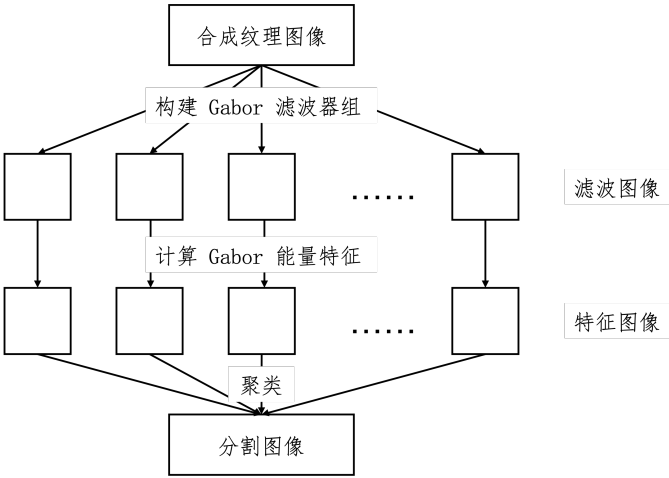 合成纹理图像
构建 Gabor 滤波器组
......
滤波图像
计算 Gabor 能量特征
......
特征图像
聚类
分割图像